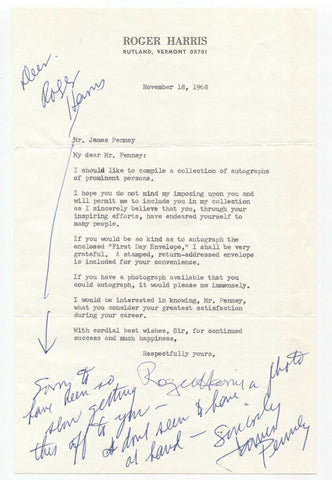 ROGER HARRIS
RUTLAND, VERMONT 05701
Dear
Roger
Harris
November 18, 1968
Mr. James Penney
My dear Mr. Penney:
I should like to compile a collection of autographs
of prominent persons.
I hope you do not mind my imposing upon you and
will permit me to include you in my collection
as I sincerely believe that you, through your
inspiring efforts, have endeared yourself to
many people.
If you would be so kind as to autograph the
enclosed "First Day Envelope," I shall be very
grateful. A stamped, return-addressed envelope
is included for your convenience.
If you have a photograph available that you
could autograph, it would please me immensely.
I would be interested in knowing, Mr. Penney,
what you consider your greatest satisfaction
during your career.
With cordial best wishes, Sir, for continued
success and much happiness,
Respectfully yours,
Roger Harris
Sorry to
have been so
slow getting
this off to you —
I dont seem to have a photo
at hand —
Sincerely
James
Penney